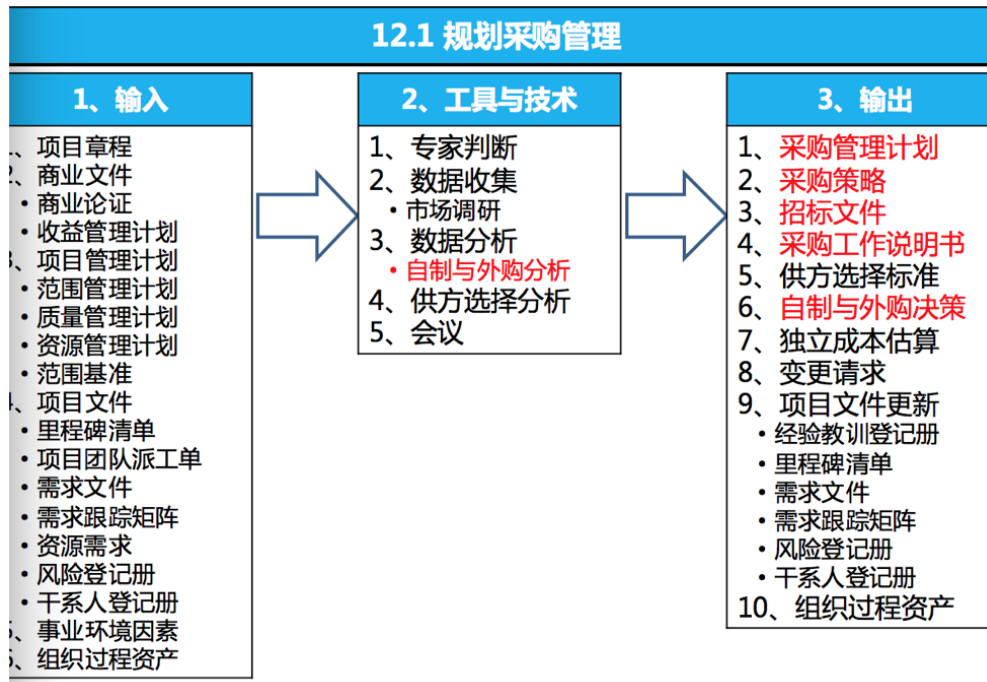 12.1 规划采购管理
1、输入
、项目章程
、商业文件
•商业论证
•收益管理计划
、项目管理计划
•范围管理计划
•质量管理计划
•资源管理计划
•范围基准
、项目文件
•里程碑清单
•项目团队派工单
•需求文件
•需求跟踪矩阵
•资源需求
•风险登记册
•干系人登记册
、事业环境因素
、组织过程资产
2、工具与技术
1、专家判断
2、数据收集
•市场调研
3、数据分析
•自制与外购分析
4、供方选择分析
5、会议
3、输出
1、采购管理计划
2、采购策略
3、招标文件
4、采购工作说明书
5、供方选择标准
6、自制与外购决策
7、独立成本估算
8、变更请求
9、项目文件更新
•经验教训登记册
•里程碑清单
•需求文件
•需求跟踪矩阵
•风险登记册
•干系人登记册
10、组织过程资产